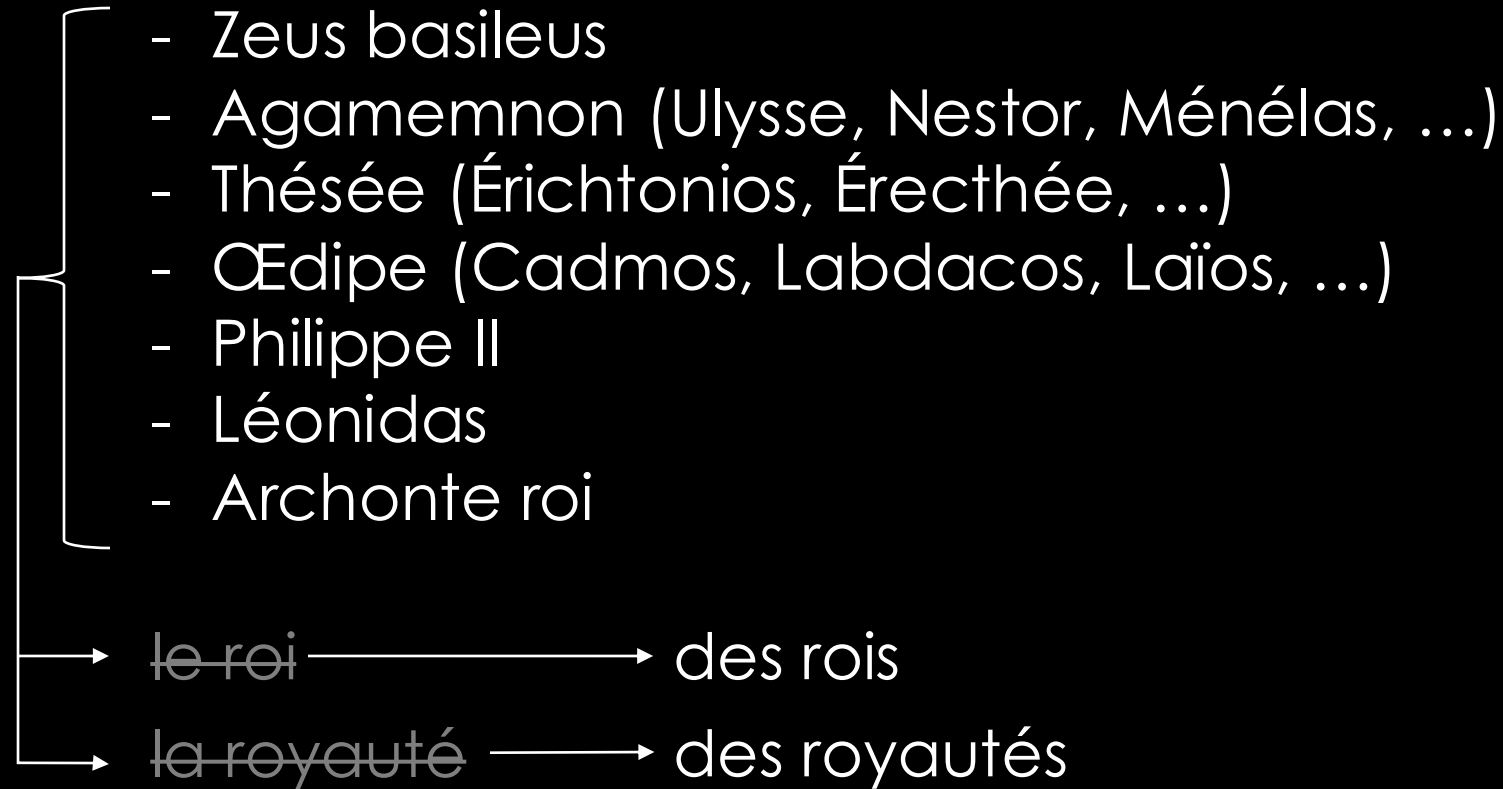 - Zeus basileus
- Agamemnon (Ulysse, Nestor, Ménélas, …)
- Thésée (Érichtonios, Érecthée, …)
- Œdipe (Cadmos, Labdacos, Laïos, …)
- Philippe II
- Léonidas
- Archonte roi
le roi des rois
la royauté des royautés